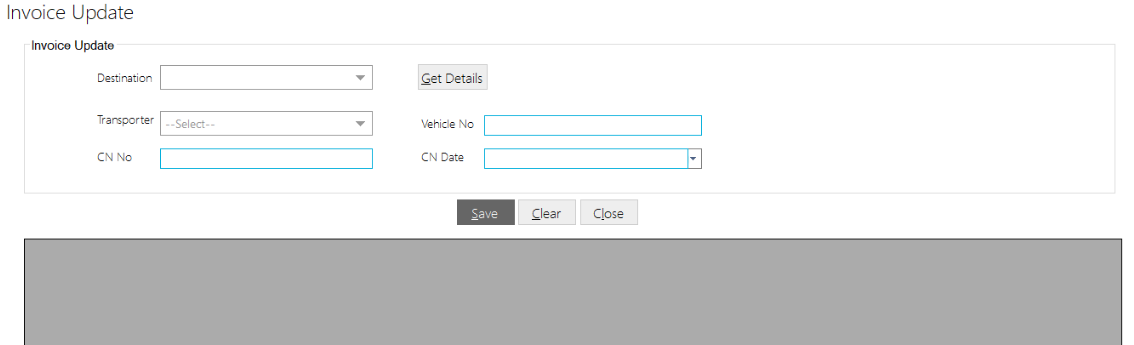 Invoice Update
Invoice Update
Destination
Get Details
Transporter --Select-- Vehicle No
CN No CN Date
Save Clear Close